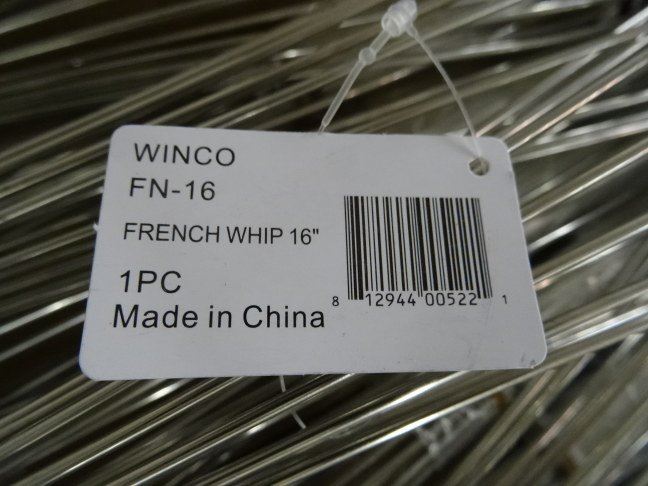 WINCO
FN-16
FRENCH WHIP 16"
1PC
Made in China
8 12944 00522 1